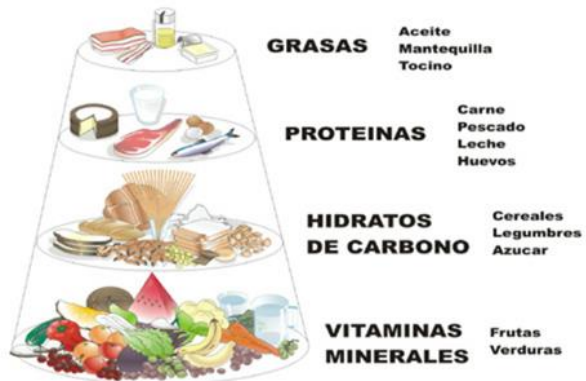 GRASAS
Aceite
Mantequilla
Tocino
PROTEINAS
Carne
Pescado
Leche
Huevos
HIDRATOS
DE CARBONO
Cereales
Legumbres
Azucar
VITAMINAS
MINERALES
Frutas
Verduras